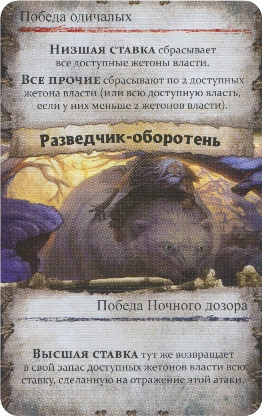 Победа одичалых
Низшая ставка сбрасывает
все доступные жетоны власти.
Все прочие сбрасывают по 2 доступных
жетона власти (или всю доступную власть,
если у них меньше 2 жетонов власти).
Разведчик-оборотень
Победа Ночного дозора
Высшая ставка тут же возвращает
в свой запас доступных жетонов власти всю
ставку, сделанную на отражение этой атаки.